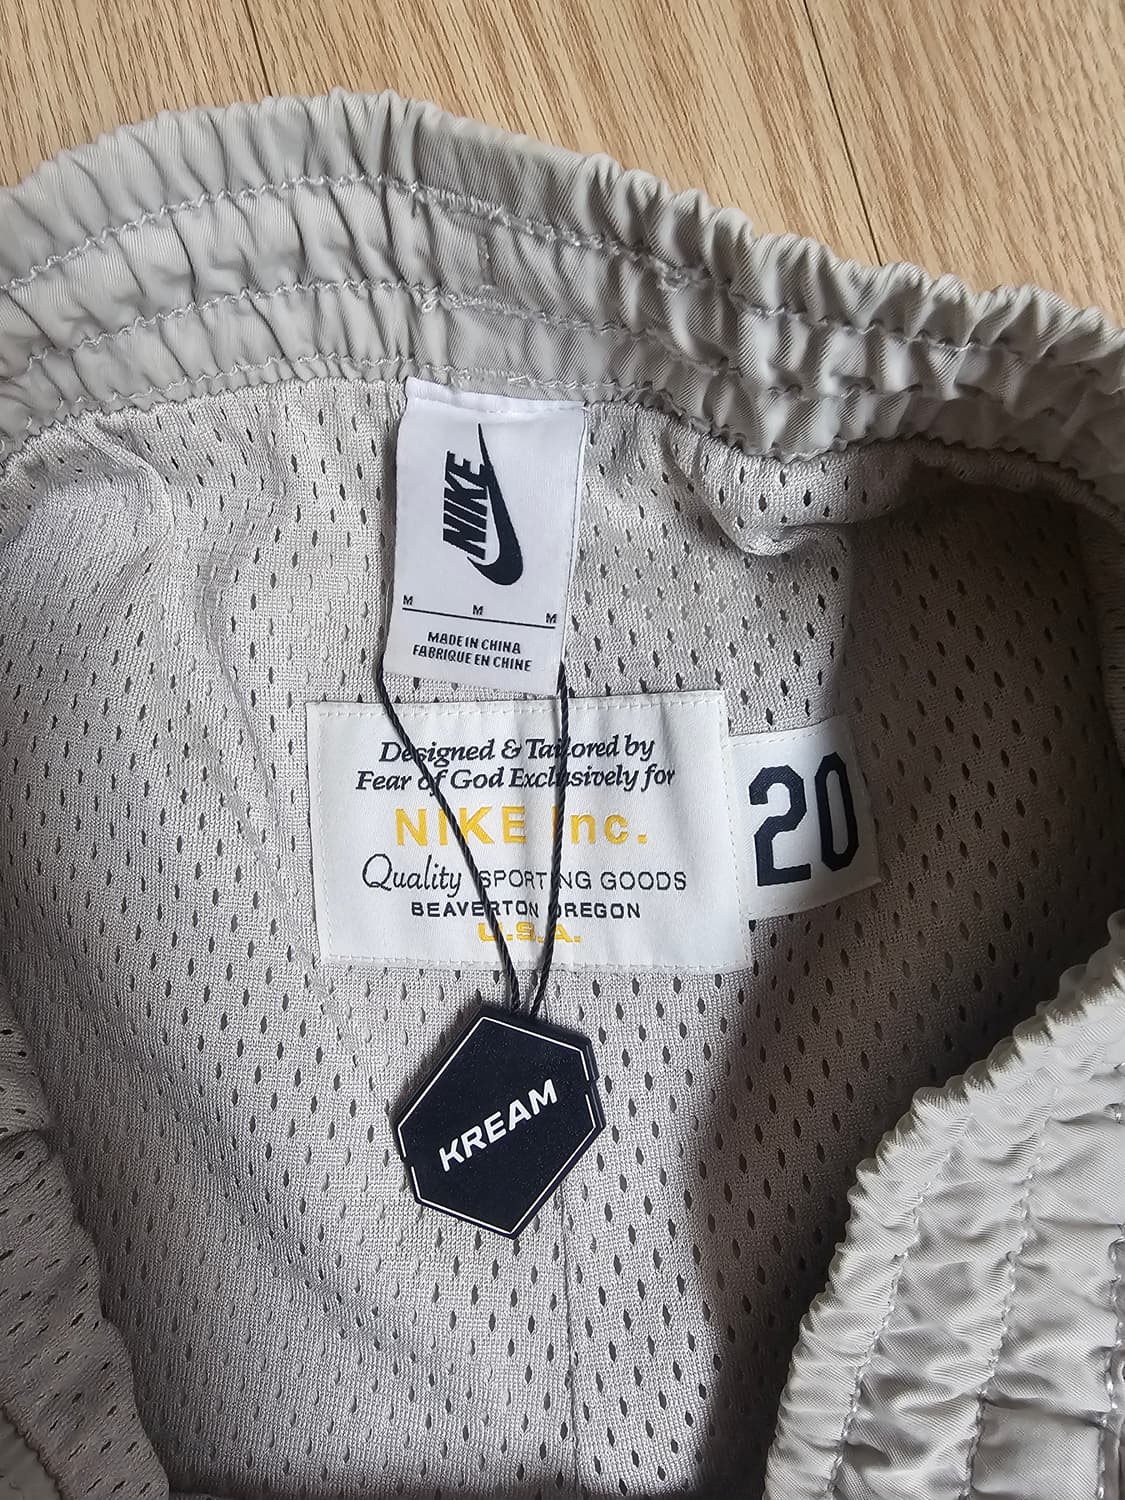 NIKE
M M M
MADE IN CHINA
FABRIQUE EN CHINE
Designed & Tailored by
Fear of God Exclusively for
NIKE Inc.
Quality SPORTING GOODS
BEAVERTON OREGON
U.S.A.
20
KREAM